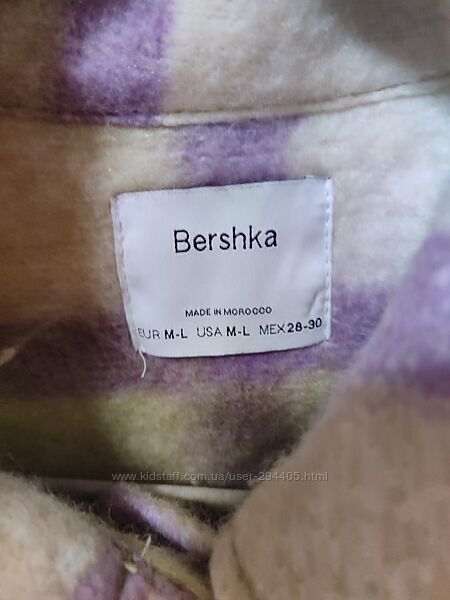 Bershka
MADE IN MOROCCO
EUR M-L USA M-L MEX 28-30
www.kidstaff.com.ua/user-294405.html